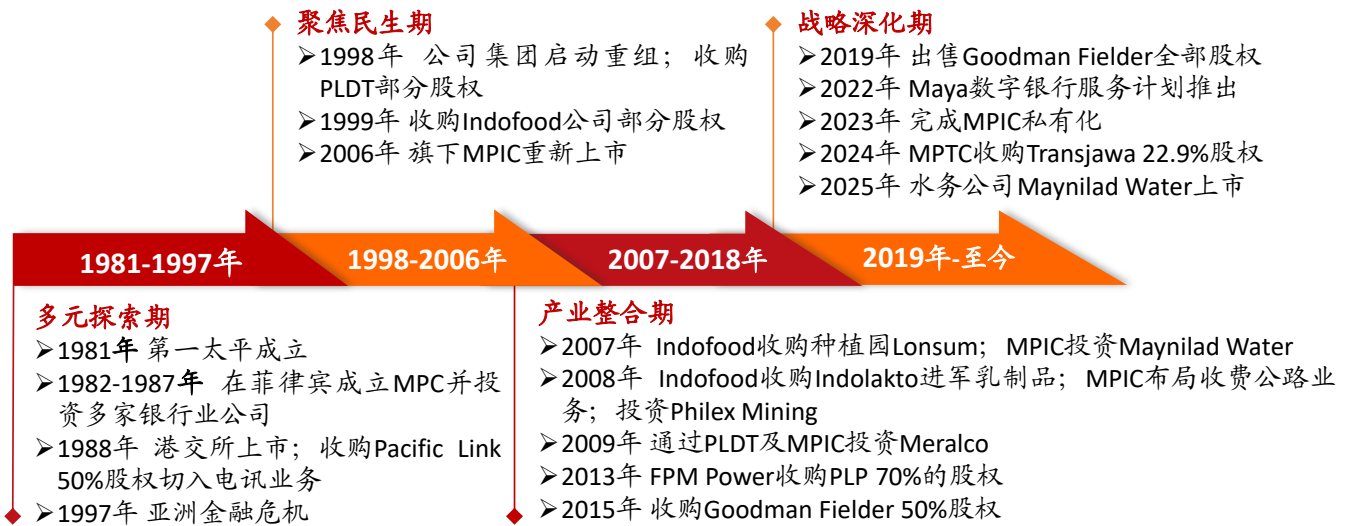 聚焦民生期
➢1998年 公司集团启动重组；收购
PLDT部分股权
➢1999年 收购Indofood公司部分股权
➢2006年 旗下MPIC重新上市
战略深化期
➢2019年 出售Goodman Fielder全部股权
➢2022年 Maya数字银行服务计划推出
➢2023年 完成MPIC私有化
➢2024年 MPTC收购Transjawa 22.9%股权
➢2025年 水务公司Maynilad Water上市
1981-1997年
1998-2006年
2007-2018年
2019年-至今
多元探索期
➢1981年 第一太平成立
➢1982-1987年 在菲律宾成立MPC并投
资多家银行业公司
➢1988年 港交所上市；收购Pacific Link
50%股权切入电讯业务
➢1997年 亚洲金融危机
产业整合期
➢2007年 Indofood收购种植园Lonsum；MPIC投资Maynilad Water
➢2008年 Indofood收购Indolakto进军乳制品；MPIC布局收费公路业
务；投资Philex Mining
➢2009年 通过PLDT及MPIC投资Meralco
➢2013年 FPM Power收购PLP 70%的股权
➢2015年 收购Goodman Fielder 50%股权